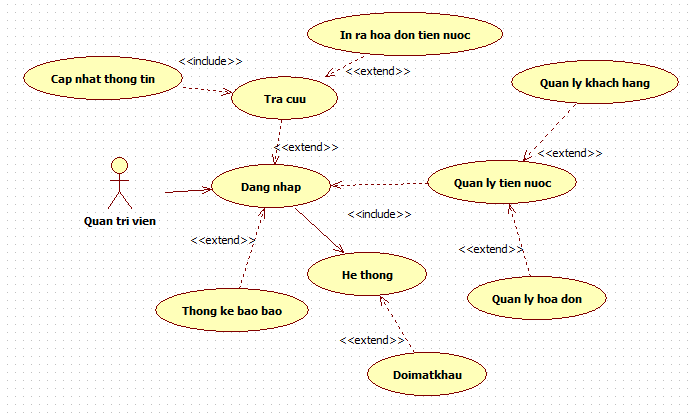 In ra hoa don tien nuoc
<<include>>
<<extend>>
Cap nhat thong tin
Quan ly khach hang
Tra cuu
<<extend>>
<<extend>>
Dang nhap
Quan ly tien nuoc
Quan tri vien
<<include>>
<<extend>>
<<extend>>
He thong
Quan ly hoa don
Thong ke bao bao
<<extend>>
Doimatkhau